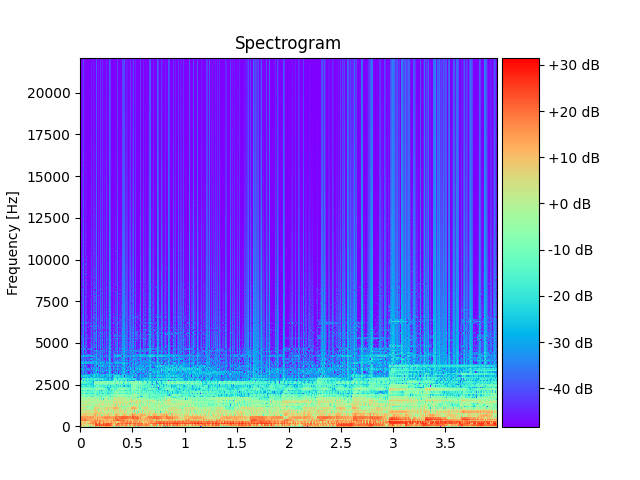 Spectrogram
Frequency [Hz]
20000
17500
15000
12500
10000
7500
5000
2500
0
0 0.5 1 1.5 2 2.5 3 3.5
+30 dB
+20 dB
+10 dB
+0 dB
-10 dB
-20 dB
-30 dB
-40 dB